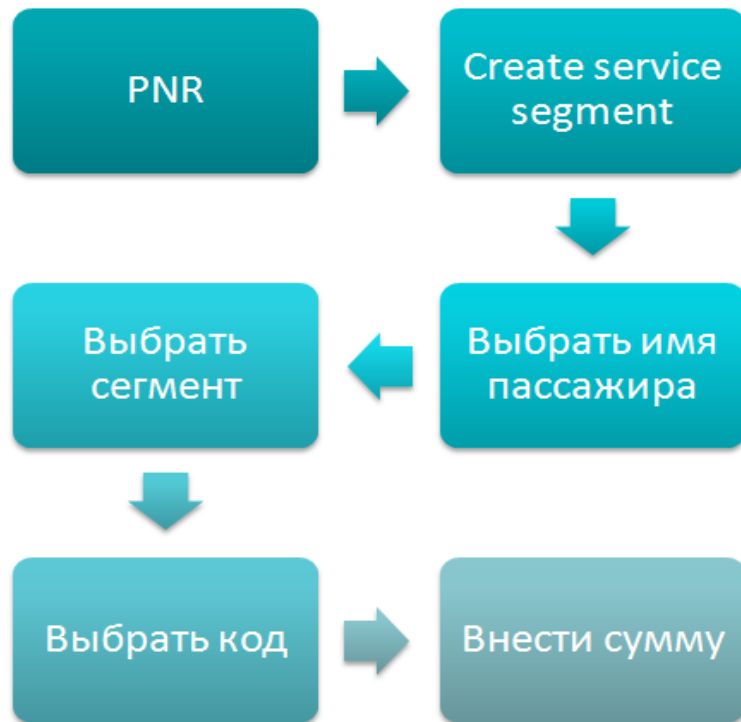 PNR
Create service
segment
Выбрать имя
пассажира
Выбрать
сегмент
Выбрать код
Внести сумму